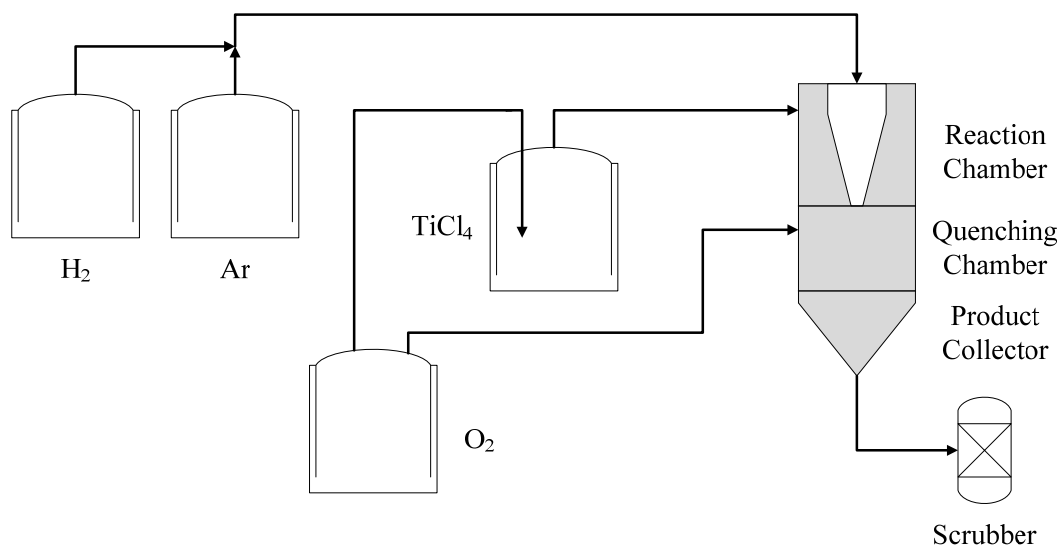 Reaction
Chamber
TiCl₄
Quenching
Chamber
H₂
Ar
Product
Collector
O₂
Scrubber